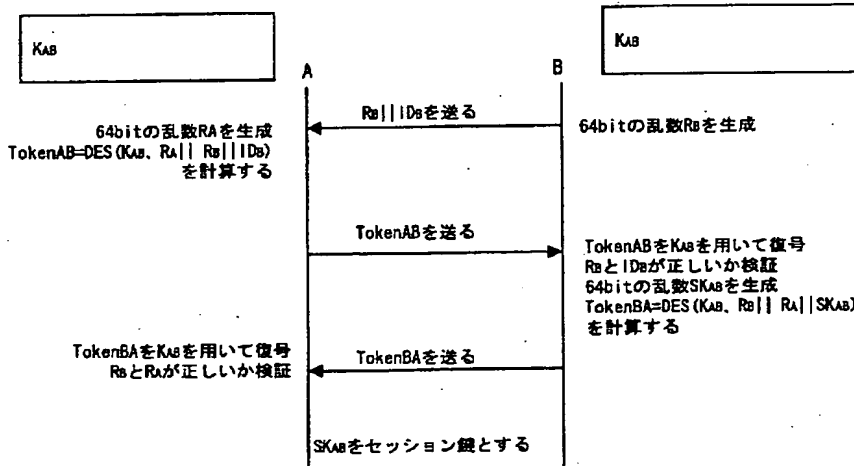 KAB
KAB
A
B
RB||IDBを送る
64bitの乱数RAを生成
TokenAB=DES(KAB、RA|| RB||IDB)
を計算する
64bitの乱数RBを生成
TokenABを送る
TokenABをKABを用いて復号
RBとIDBが正しいか検証
64bitの乱数SKABを生成
TokenBA=DES(KAB、RB|| RA||SKAB)
を計算する
TokenBAをKABを用いて復号
RBとRAが正しいか検証
TokenBAを送る
SKABをセッション鍵とする